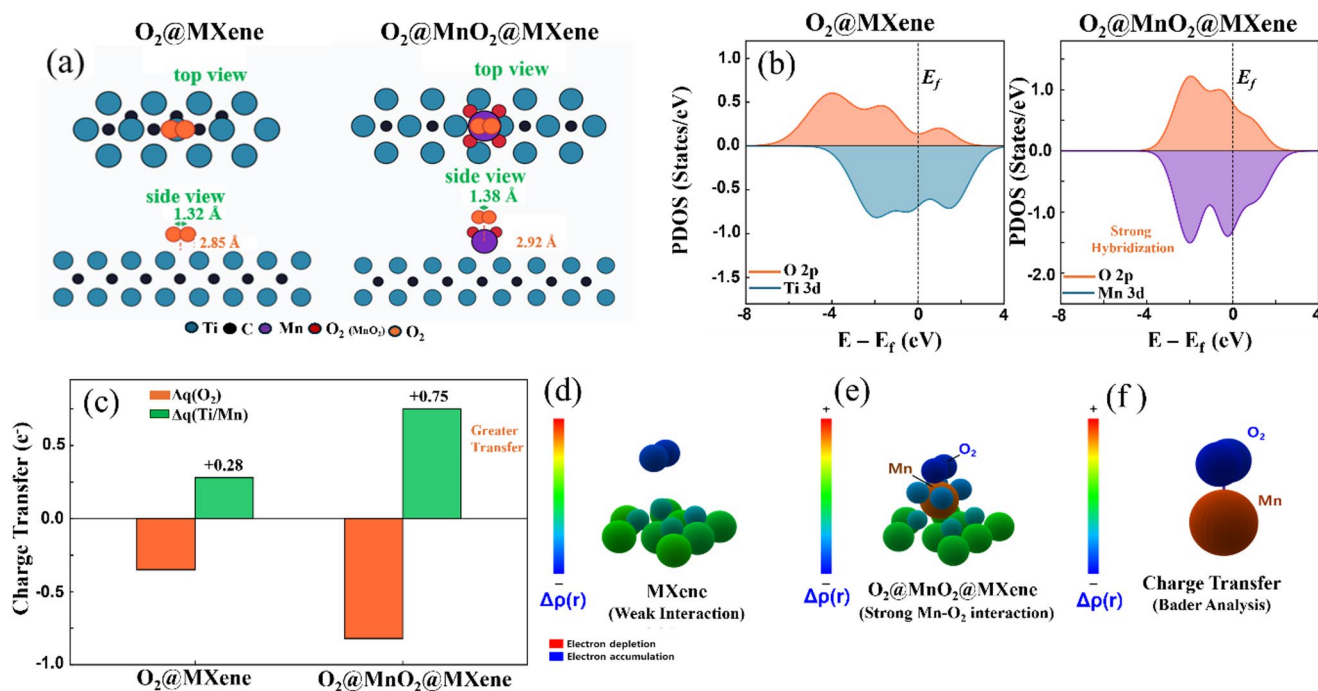 (a)
O₂@MXene
top view
side view
1.32 Å
2.85 Å
O₂@MnO₂@MXene
top view
side view
1.38 Å
2.92 Å
Ti C Mn O₂ (MnO₂) O₂
(b)
O₂@MXene
PDOS (States/eV)
1.0
0.5
0.0
-0.5
-1.0
-1.5
E_f
O 2p
Ti 3d
-8 -4 0 4
E – E_f (eV)
O₂@MnO₂@MXene
PDOS (States/eV)
1.0
0.0
-1.0
-2.0
E_f
Strong
Hybridization
O 2p
Mn 3d
-8 -4 0 4
E – E_f (eV)
(c)
Charge Transfer (e⁻)
0.5
0.0
-0.5
-1.0
Δq(O₂)
Δq(Ti/Mn)
+0.28
+0.75
Greater
Transfer
O₂@MXene O₂@MnO₂@MXene
(d)
–
Δρ(r)
MXene
(Weak Interaction)
Electron depletion
Electron accumulation
(e)
+
Mn
O₂
–
Δρ(r)
O₂@MnO₂@MXene
(Strong Mn-O₂ interaction)
(f)
+
O₂
Mn
–
Δρ(r)
Charge Transfer
(Bader Analysis)